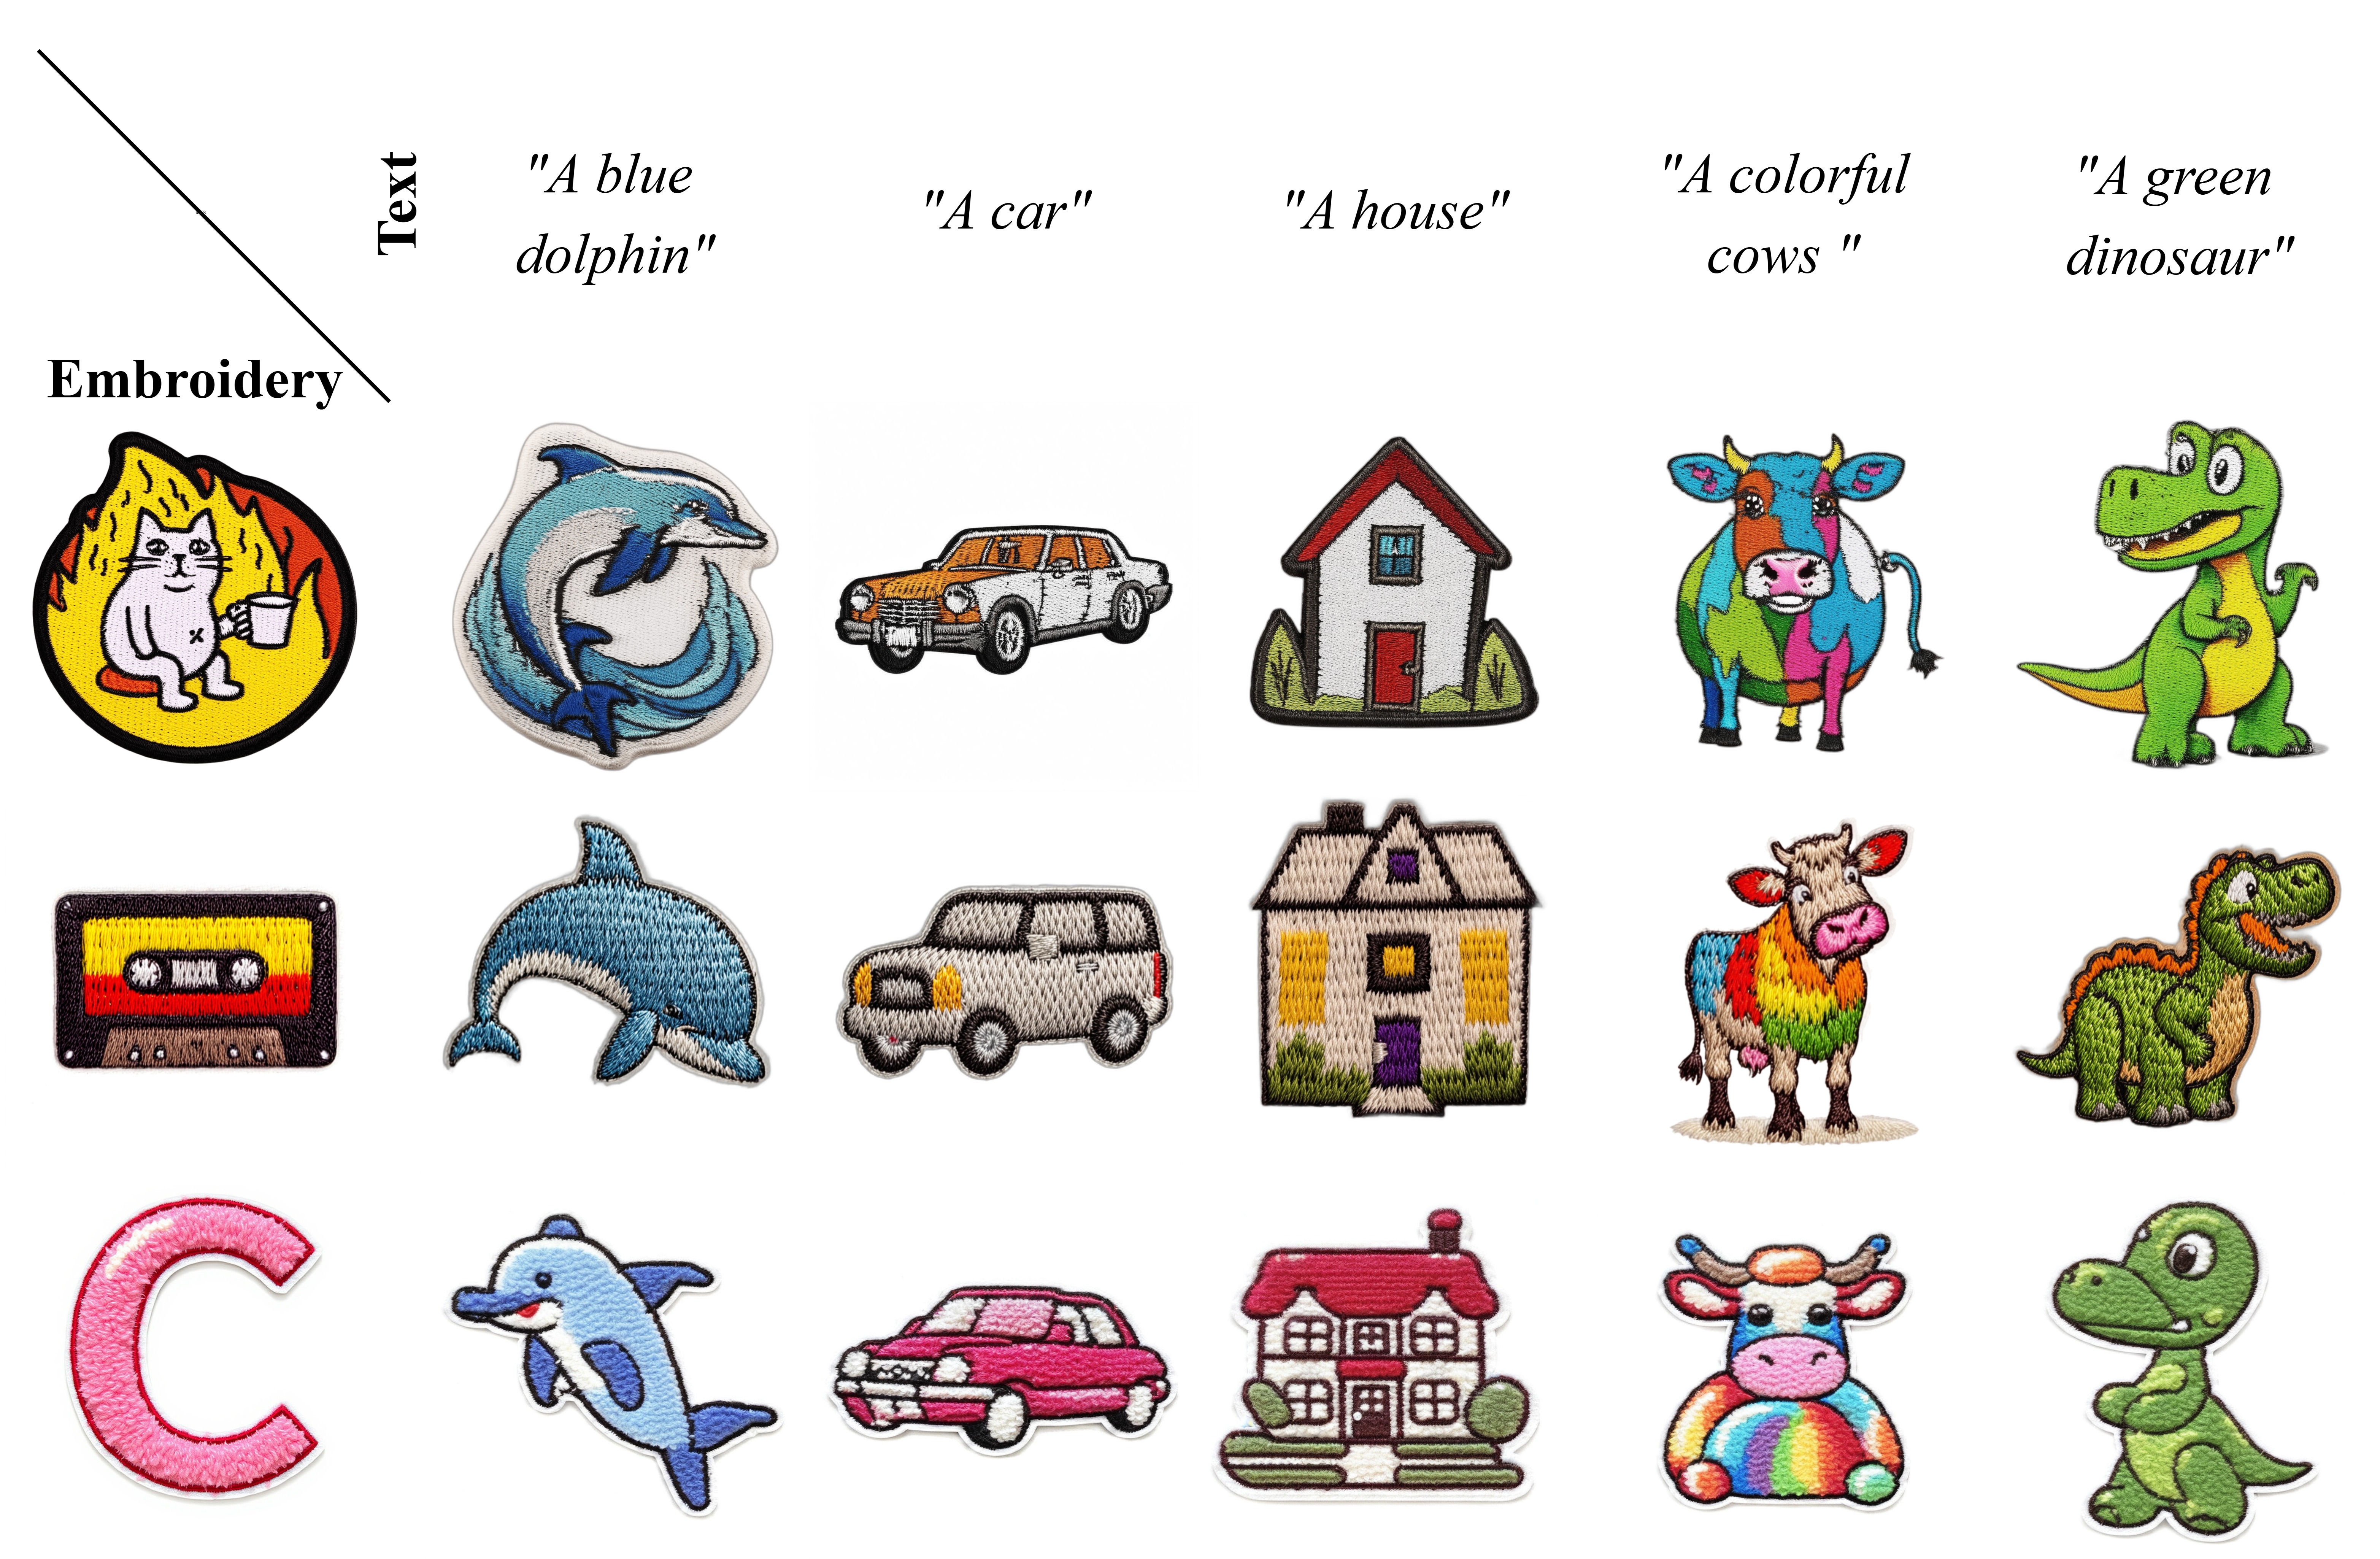 Text
"A blue
dolphin"
"A car"
"A house"
"A colorful
cows "
"A green
dinosaur"
Embroidery
C